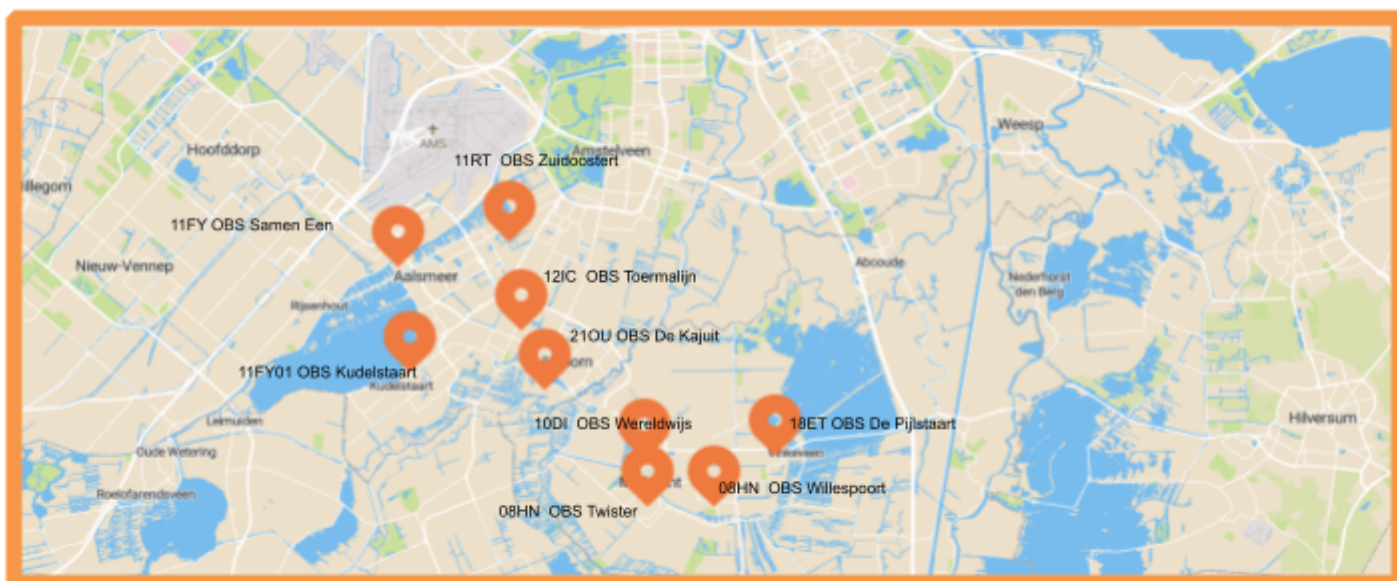 Weesp
Hoofddorp
AMS
Amstelveen
11RT OBS Zuidoostert
illegom
11FY OBS Samen Een
Nieuw-Vennep
Aalsmeer
12IC OBS Toermalijn
Abcoude
Nederhorst
den Berg
Rijsenhout
21OU OBS De Kajuit
oorn
11FY01 OBS Kudelstaart
Kudelstaart
Leimuiden
10DI OBS Wereldwijs
18ET OBS De Pijlstaart
Hilversum
Oude Wetering
Roelofarendsveen
08HN OBS Willespoort
08HN OBS Twister